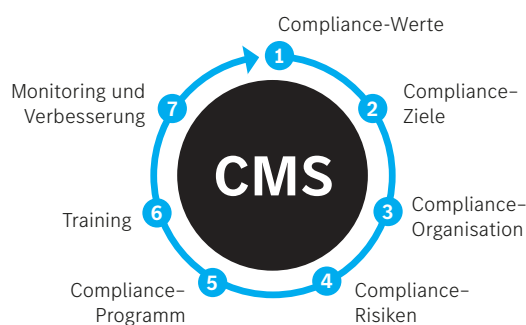 1
Compliance-Werte
2
Compliance-
Ziele
3
Compliance-
Organisation
4
Compliance-
Risiken
5
Compliance-
Programm
6
Training
7
Monitoring und
Verbesserung
CMS